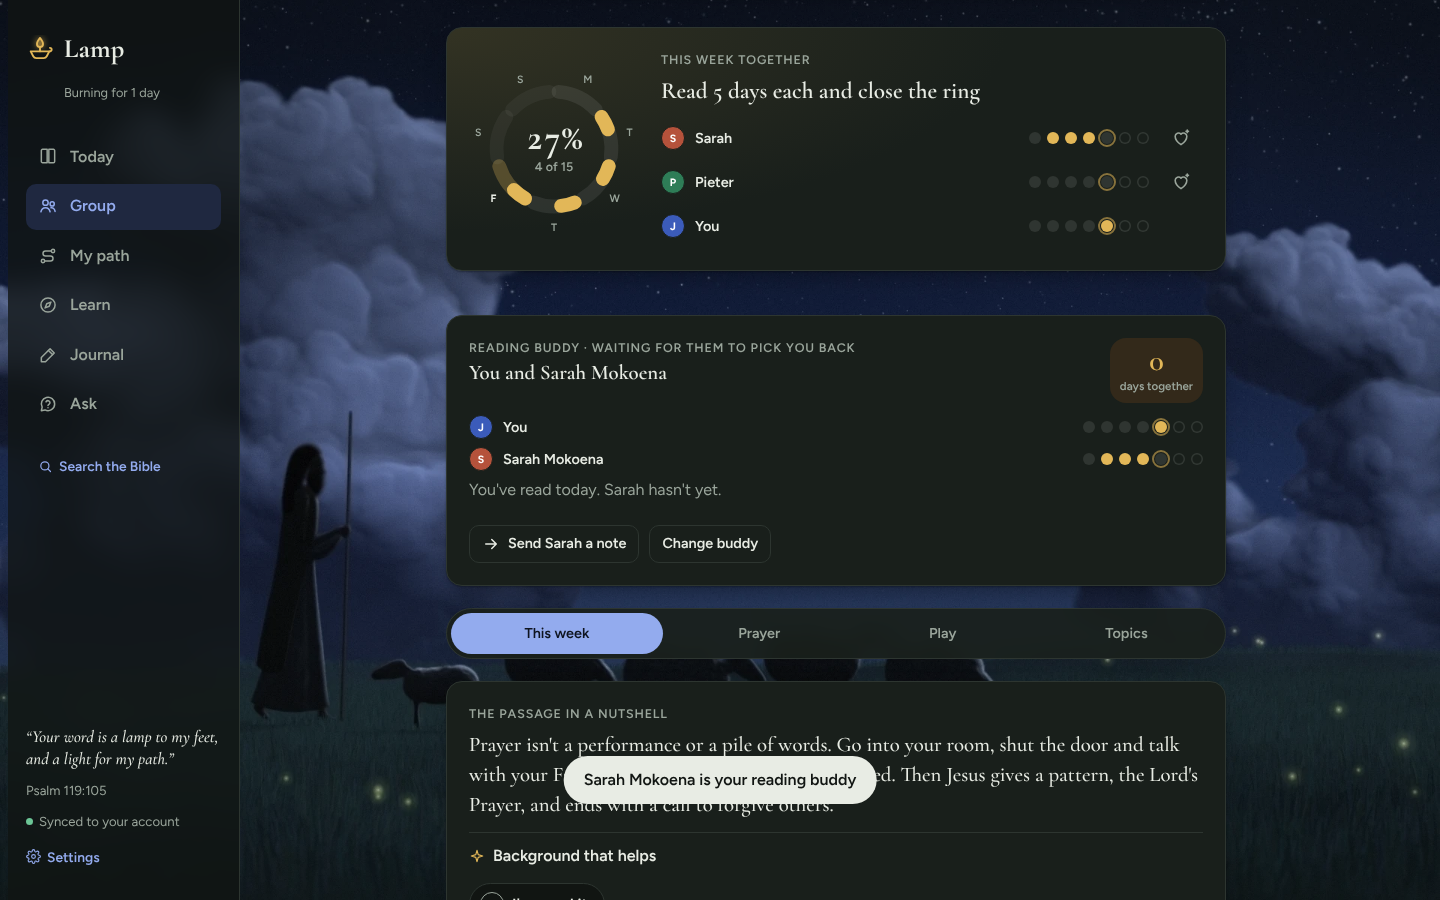 Lamp
Burning for 1 day
Today
Group
My path
Learn
Journal
Ask
Search the Bible
“Your word is a lamp to my feet,
and a light for my path.”
Psalm 119:105
Synced to your account
Settings
S
M
T
W
T
F
S
27%
4 of 15
THIS WEEK TOGETHER
Read 5 days each and close the ring
S
Sarah
P
Pieter
J
You
READING BUDDY · WAITING FOR THEM TO PICK YOU BACK
You and Sarah Mokoena
0
days together
J
You
S
Sarah Mokoena
You've read today. Sarah hasn't yet.
Send Sarah a note
Change buddy
This week
Prayer
Play
Topics
THE PASSAGE IN A NUTSHELL
Prayer isn't a performance or a pile of words. Go into your room, shut the door and talk
with your Then Jesus gives a pattern, the Lord's
Prayer, and ends with a call to forgive others.
Sarah Mokoena is your reading buddy
Background that helps